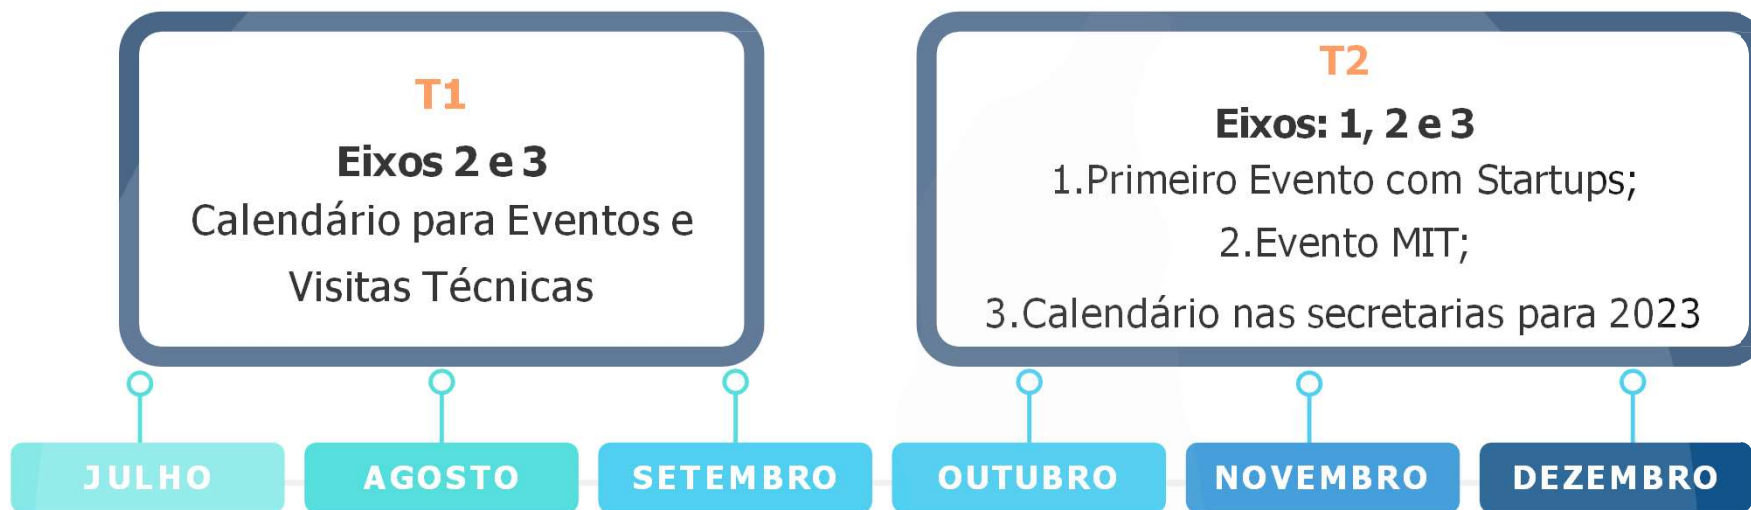 T1
Eixos 2 e 3
Calendário para Eventos e
Visitas Técnicas
T2
Eixos: 1, 2 e 3
1.Primeiro Evento com Startups;
2.Evento MIT;
3.Calendário nas secretarias para 2023
JULHO
AGOSTO
SETEMBRO
OUTUBRO
NOVEMBRO
DEZEMBRO